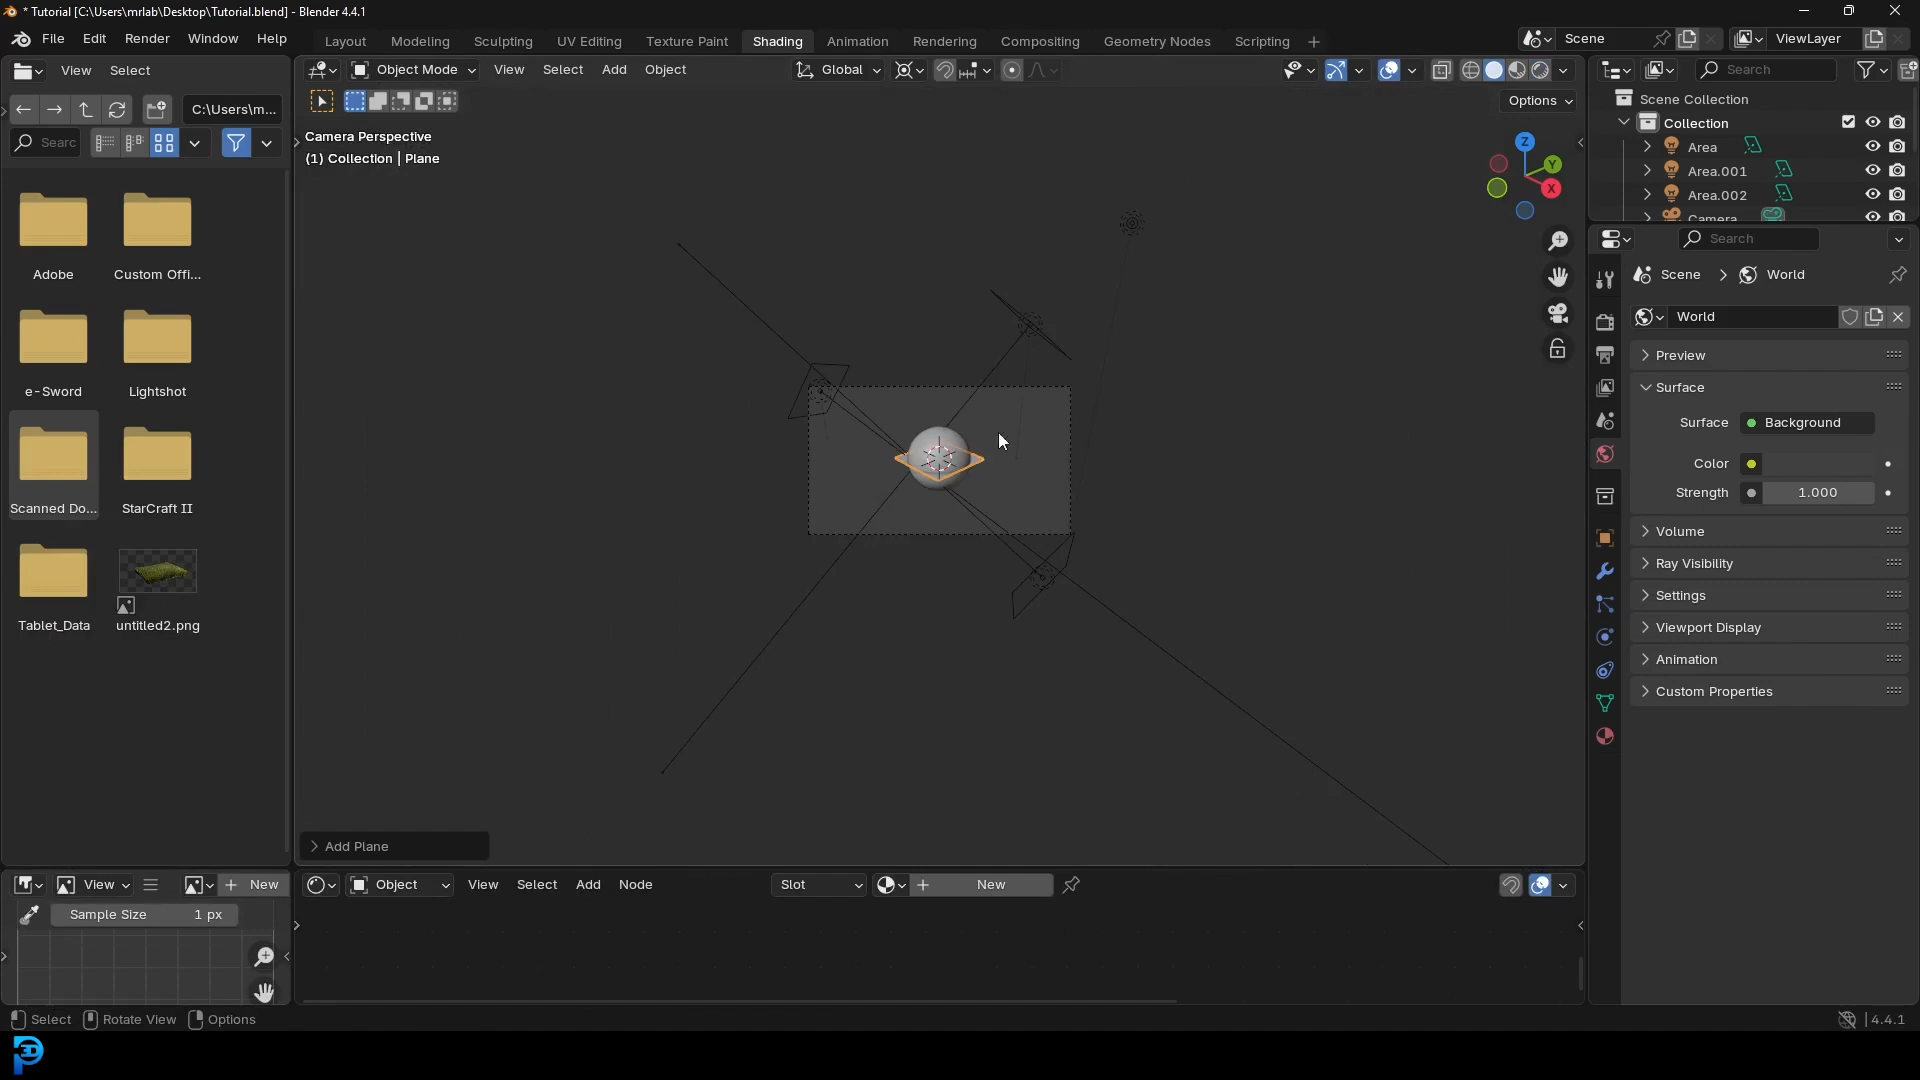 * Tutorial [C:\Users\mrlab\Desktop\Tutorial.blend] - Blender 4.4.1
File Edit Render Window Help
Layout Modeling Sculpting UV Editing Texture Paint Shading Animation Rendering Compositing Geometry Nodes Scripting +
Scene
ViewLayer
View Select
C:\Users\m...
Searc
Adobe
Custom Offi...
e-Sword
Lightshot
Scanned Do...
StarCraft II
Tablet_Data
untitled2.png
Object Mode View Select Add Object
Global
Options
Camera Perspective
(1) Collection | Plane
Z
Y
X
Add Plane
Search
Scene Collection
Collection
Area
Area.001
Area.002
Camera
Search
Scene > World
World
Preview
Surface
Surface Background
Color
Strength 1.000
Volume
Ray Visibility
Settings
Viewport Display
Animation
Custom Properties
View
+ New
Sample Size 1 px
Object View Select Add Node
Slot
+ New
Select Rotate View Options
4.4.1